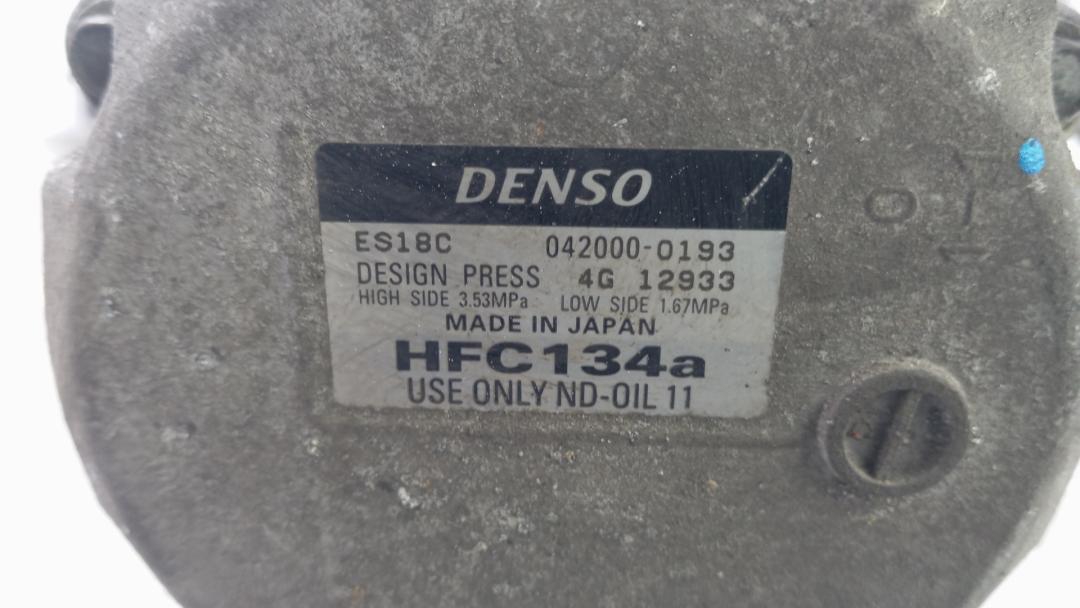 DENSO
ES18C 042000-0193
DESIGN PRESS 4G 12933
HIGH SIDE 3.53MPa LOW SIDE 1.67MPa
MADE IN JAPAN
HFC134a
USE ONLY ND-OIL 11